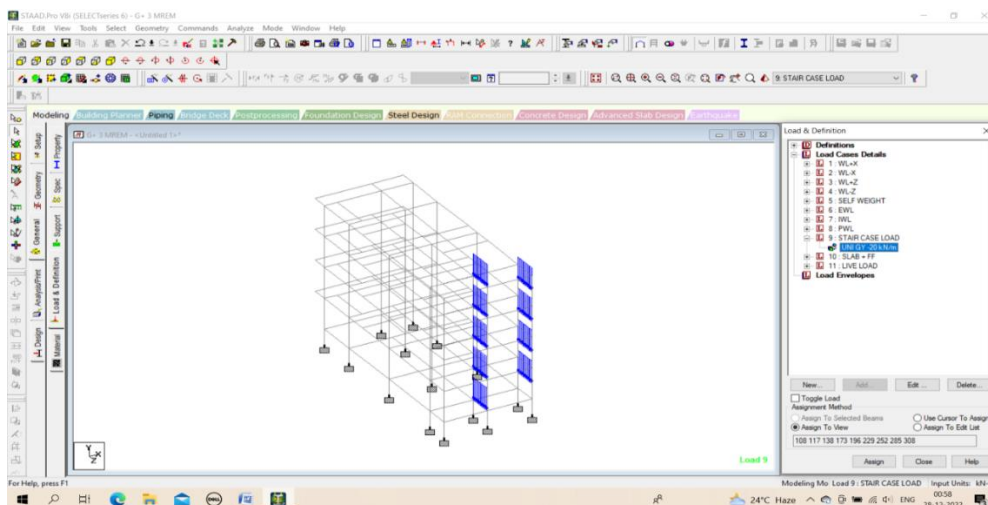 STAAD.Pro V8i (SELECTseries 6) - G+ 3 MREM
File Edit View Tools Select Geometry Commands Analyze Mode Window Help
9: STAIR CASE LOAD
Modeling Building Planner Piping Bridge Deck Postprocessing Foundation Design Steel Design RAM Connection Concrete Design Advanced Slab Design Earthquake
Setup
Geometry
General
Analysis/Print
Design
Property
Spec
Support
Load & Definition
Material
G+ 3 MREM - <Untitled 1>*
Y
X
Z
Load 9
Load & Definition
Definitions
Load Cases Details
1 : WL+X
2 : WL-X
3 : WL+Z
4 : WL-Z
5 : SELF WEIGHT
6 : EWL
7 : IWL
8 : PWL
9 : STAIR CASE LOAD
UNI GY -20 kN/m
10 : SLAB + FF
11 : LIVE LOAD
Load Envelopes
New... Add... Edit ... Delete...
Toggle Load
Assignment Method
Assign To Selected Beams Use Cursor To Assign
Assign To View Assign To Edit List
108 117 138 173 196 229 252 285 308
Assign Close Help
For Help, press F1
Modeling Mo Load 9 : STAIR CASE LOAD Input Units: kN-
24°C Haze ENG 00:58